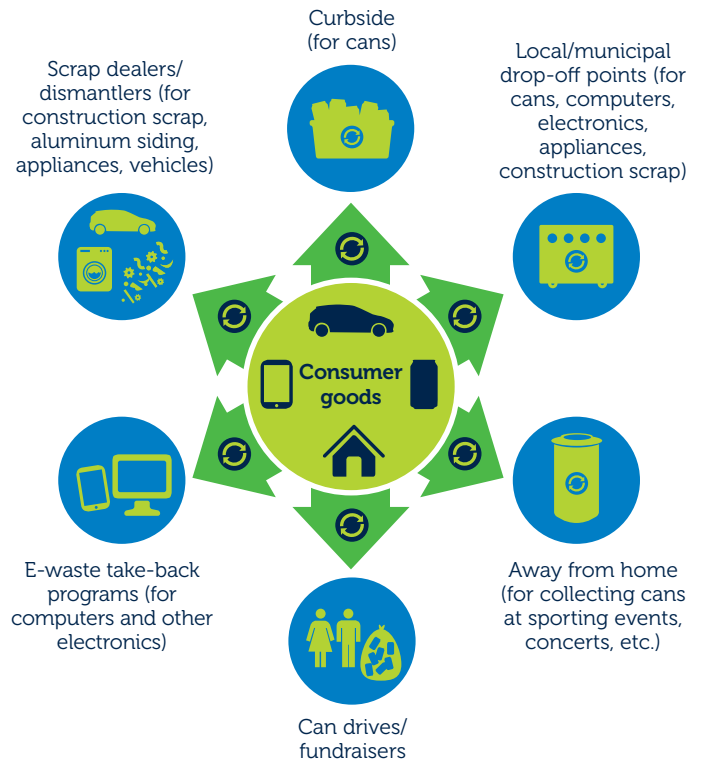 Curbside
(for cans)
Local/municipal
drop-off points (for
cans, computers,
electronics,
appliances,
construction scrap)
Scrap dealers/
dismantlers (for
construction scrap,
aluminum siding,
appliances, vehicles)
Consumer
goods
E-waste take-back
programs (for
computers and other
electronics)
Away from home
(for collecting cans
at sporting events,
concerts, etc.)
Can drives/
fundraisers